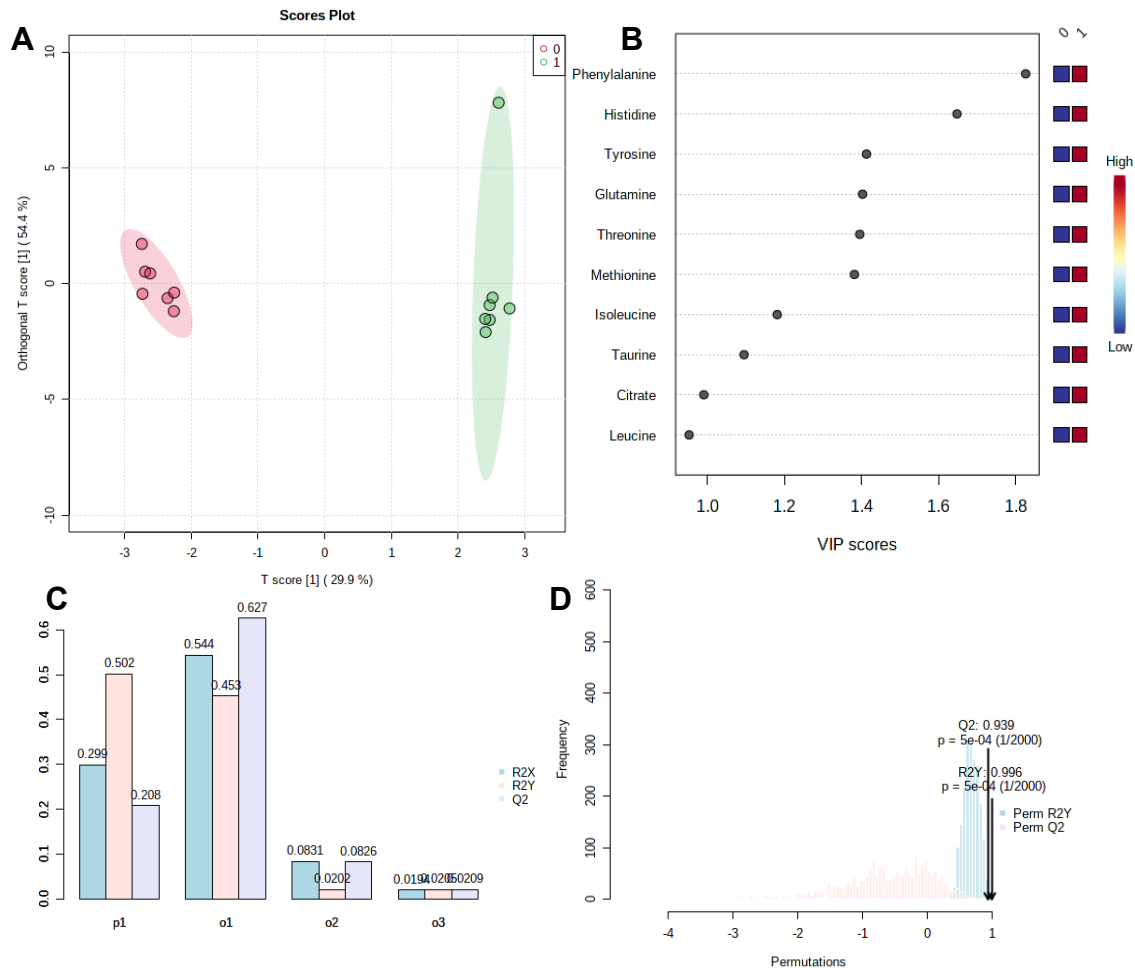 A
Scores Plot
0
1
10
5
0
-5
-10
Orthogonal T score [1] ( 54.4 %)
-3
-2
-1
0
1
2
3
T score [1] ( 29.9 %)
B
0
1
Phenylalanine
Histidine
Tyrosine
Glutamine
Threonine
Methionine
Isoleucine
Taurine
Citrate
Leucine
High
Low
1.0
1.2
1.4
1.6
1.8
VIP scores
C
0.6
0.5
0.4
0.3
0.2
0.1
0.0
0.299
0.502
0.208
0.544
0.453
0.627
0.0831
0.0202
0.0826
0.0194
0.0205
0.0209
p1
o1
o2
o3
R2X
R2Y
Q2
D
600
500
400
300
200
100
0
Frequency
Q2: 0.939
p = 5e-04 (1/2000)
R2Y: 0.996
p = 5e-04 (1/2000)
Perm R2Y
Perm Q2
-4
-3
-2
-1
0
1
Permutations